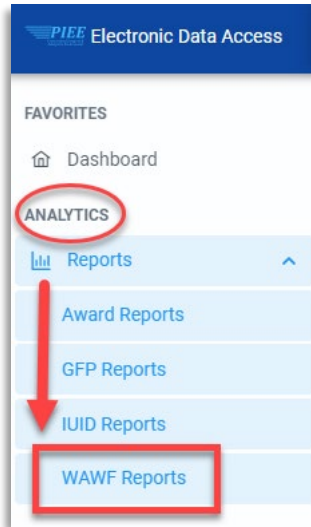 PIEE Electronic Data Access
FAVORITES
Dashboard
ANALYTICS
Reports
Award Reports
GFP Reports
IUID Reports
WAWF Reports